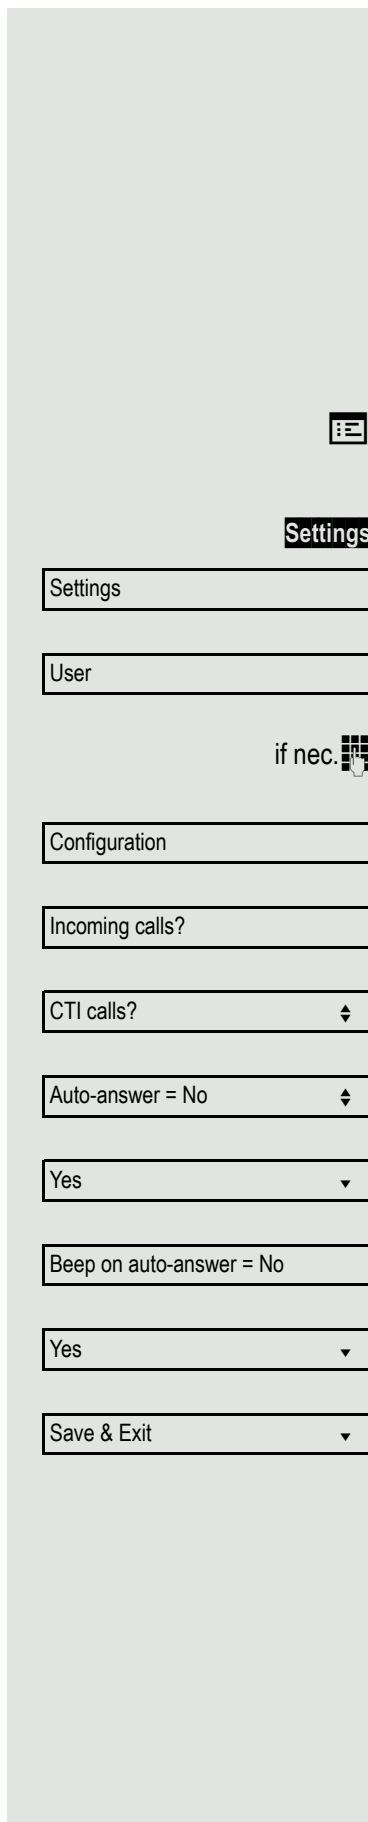 Settings
Settings
User
if nec.
Configuration
Incoming calls?
CTI calls?
Auto-answer = No
Yes
Beep on auto-answer = No
Yes
Save & Exit